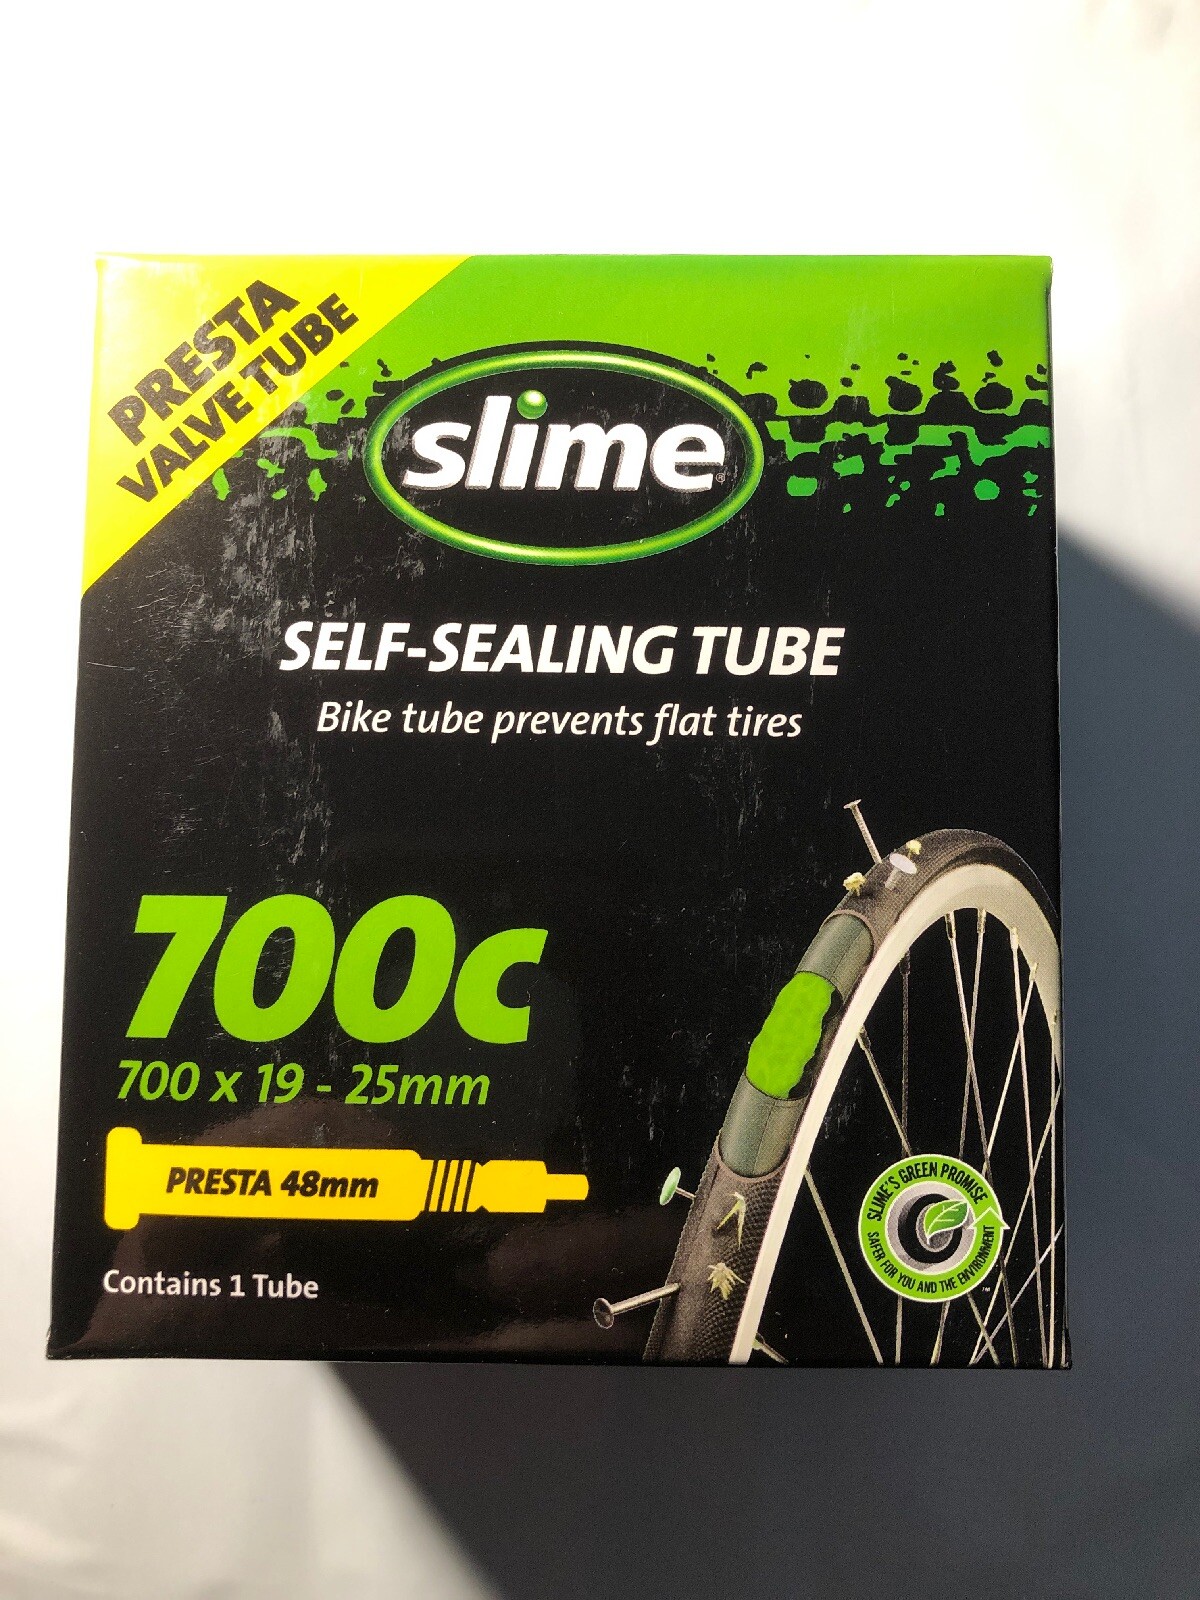 PRESTA
VALVE TUBE
slime®
SELF-SEALING TUBE
Bike tube prevents flat tires
700c
700 x 19 - 25mm
PRESTA 48mm
Contains 1 Tube
SLIME'S GREEN PROMISE
SAFER FOR YOU AND THE ENVIRONMENT™